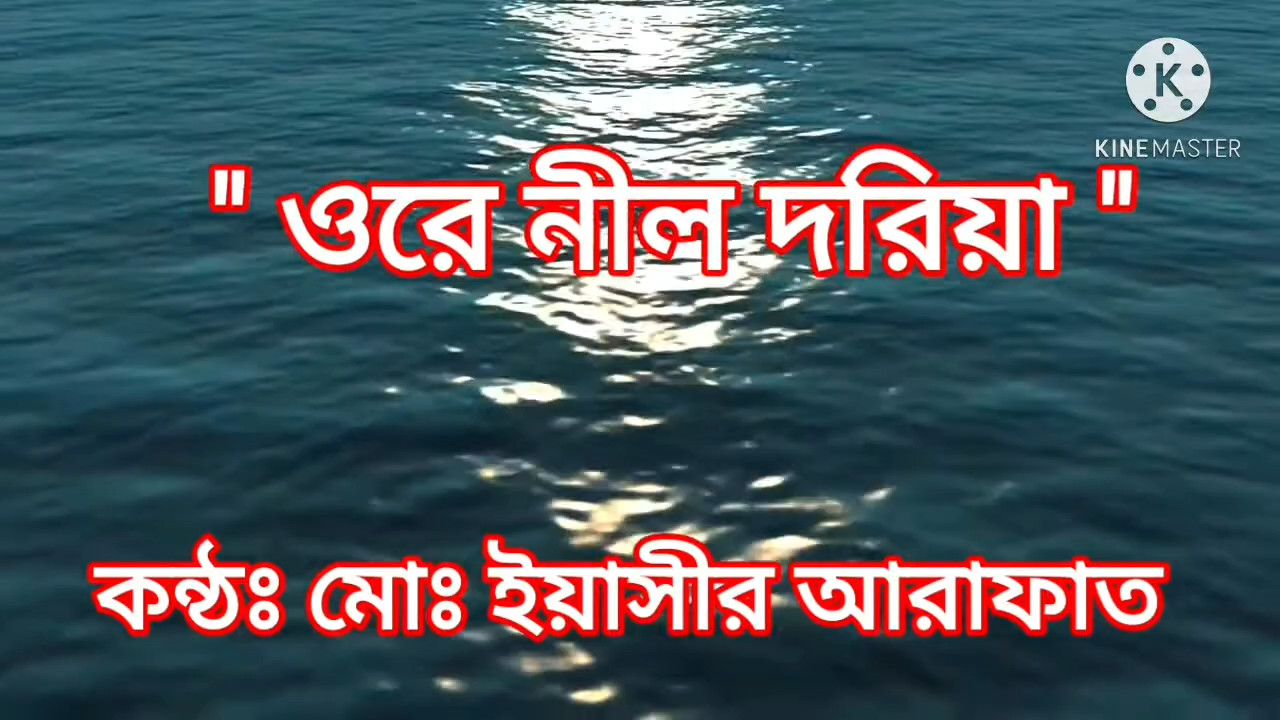 KINEMASTER
" ওরে নীল দরিয়া "
কন্ঠঃ মোঃ ইয়াসীর আরাফাত